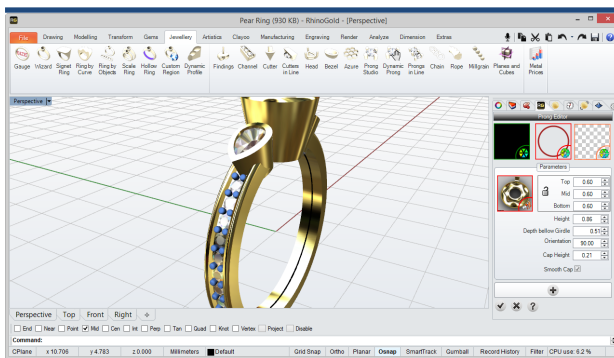 Pear Ring (930 KB) - RhinoGold - [Perspective]
File Drawing Modelling Transform Gems Jewellery Artistics Clayoo Manufacturing Engraving Render Analyze Dimension Extras
Gauge Wizard Signet Ring Ring by Curve Ring by Objects Scale Ring Hollow Ring Custom Region Dynamic Profile Findings Channel Cutter Cutters in Line Head Bezel Azure Prong Studio Dynamic Prong Prongs in Line Chain Rope Millgrain Planes and Cubes Metal Prices
Perspective
Prong Editor
Parameters
Top 0.60
Mid 0.60
Bottom 0.60
Height 0.86
Depth bellow Girdle 0.51
Orientation 90.00
Cap Height 0.21
Smooth Cap
Perspective Top Front Right
End Near Point Mid Cen Int Perp Tan Quad Knot Vertex Project Disable
Command:
CPlane x 10.706 y 4.783 z 0.000 Millimeters Default Grid Snap Ortho Planar Osnap SmartTrack Gumball Record History Filter CPU use: 6.2 %